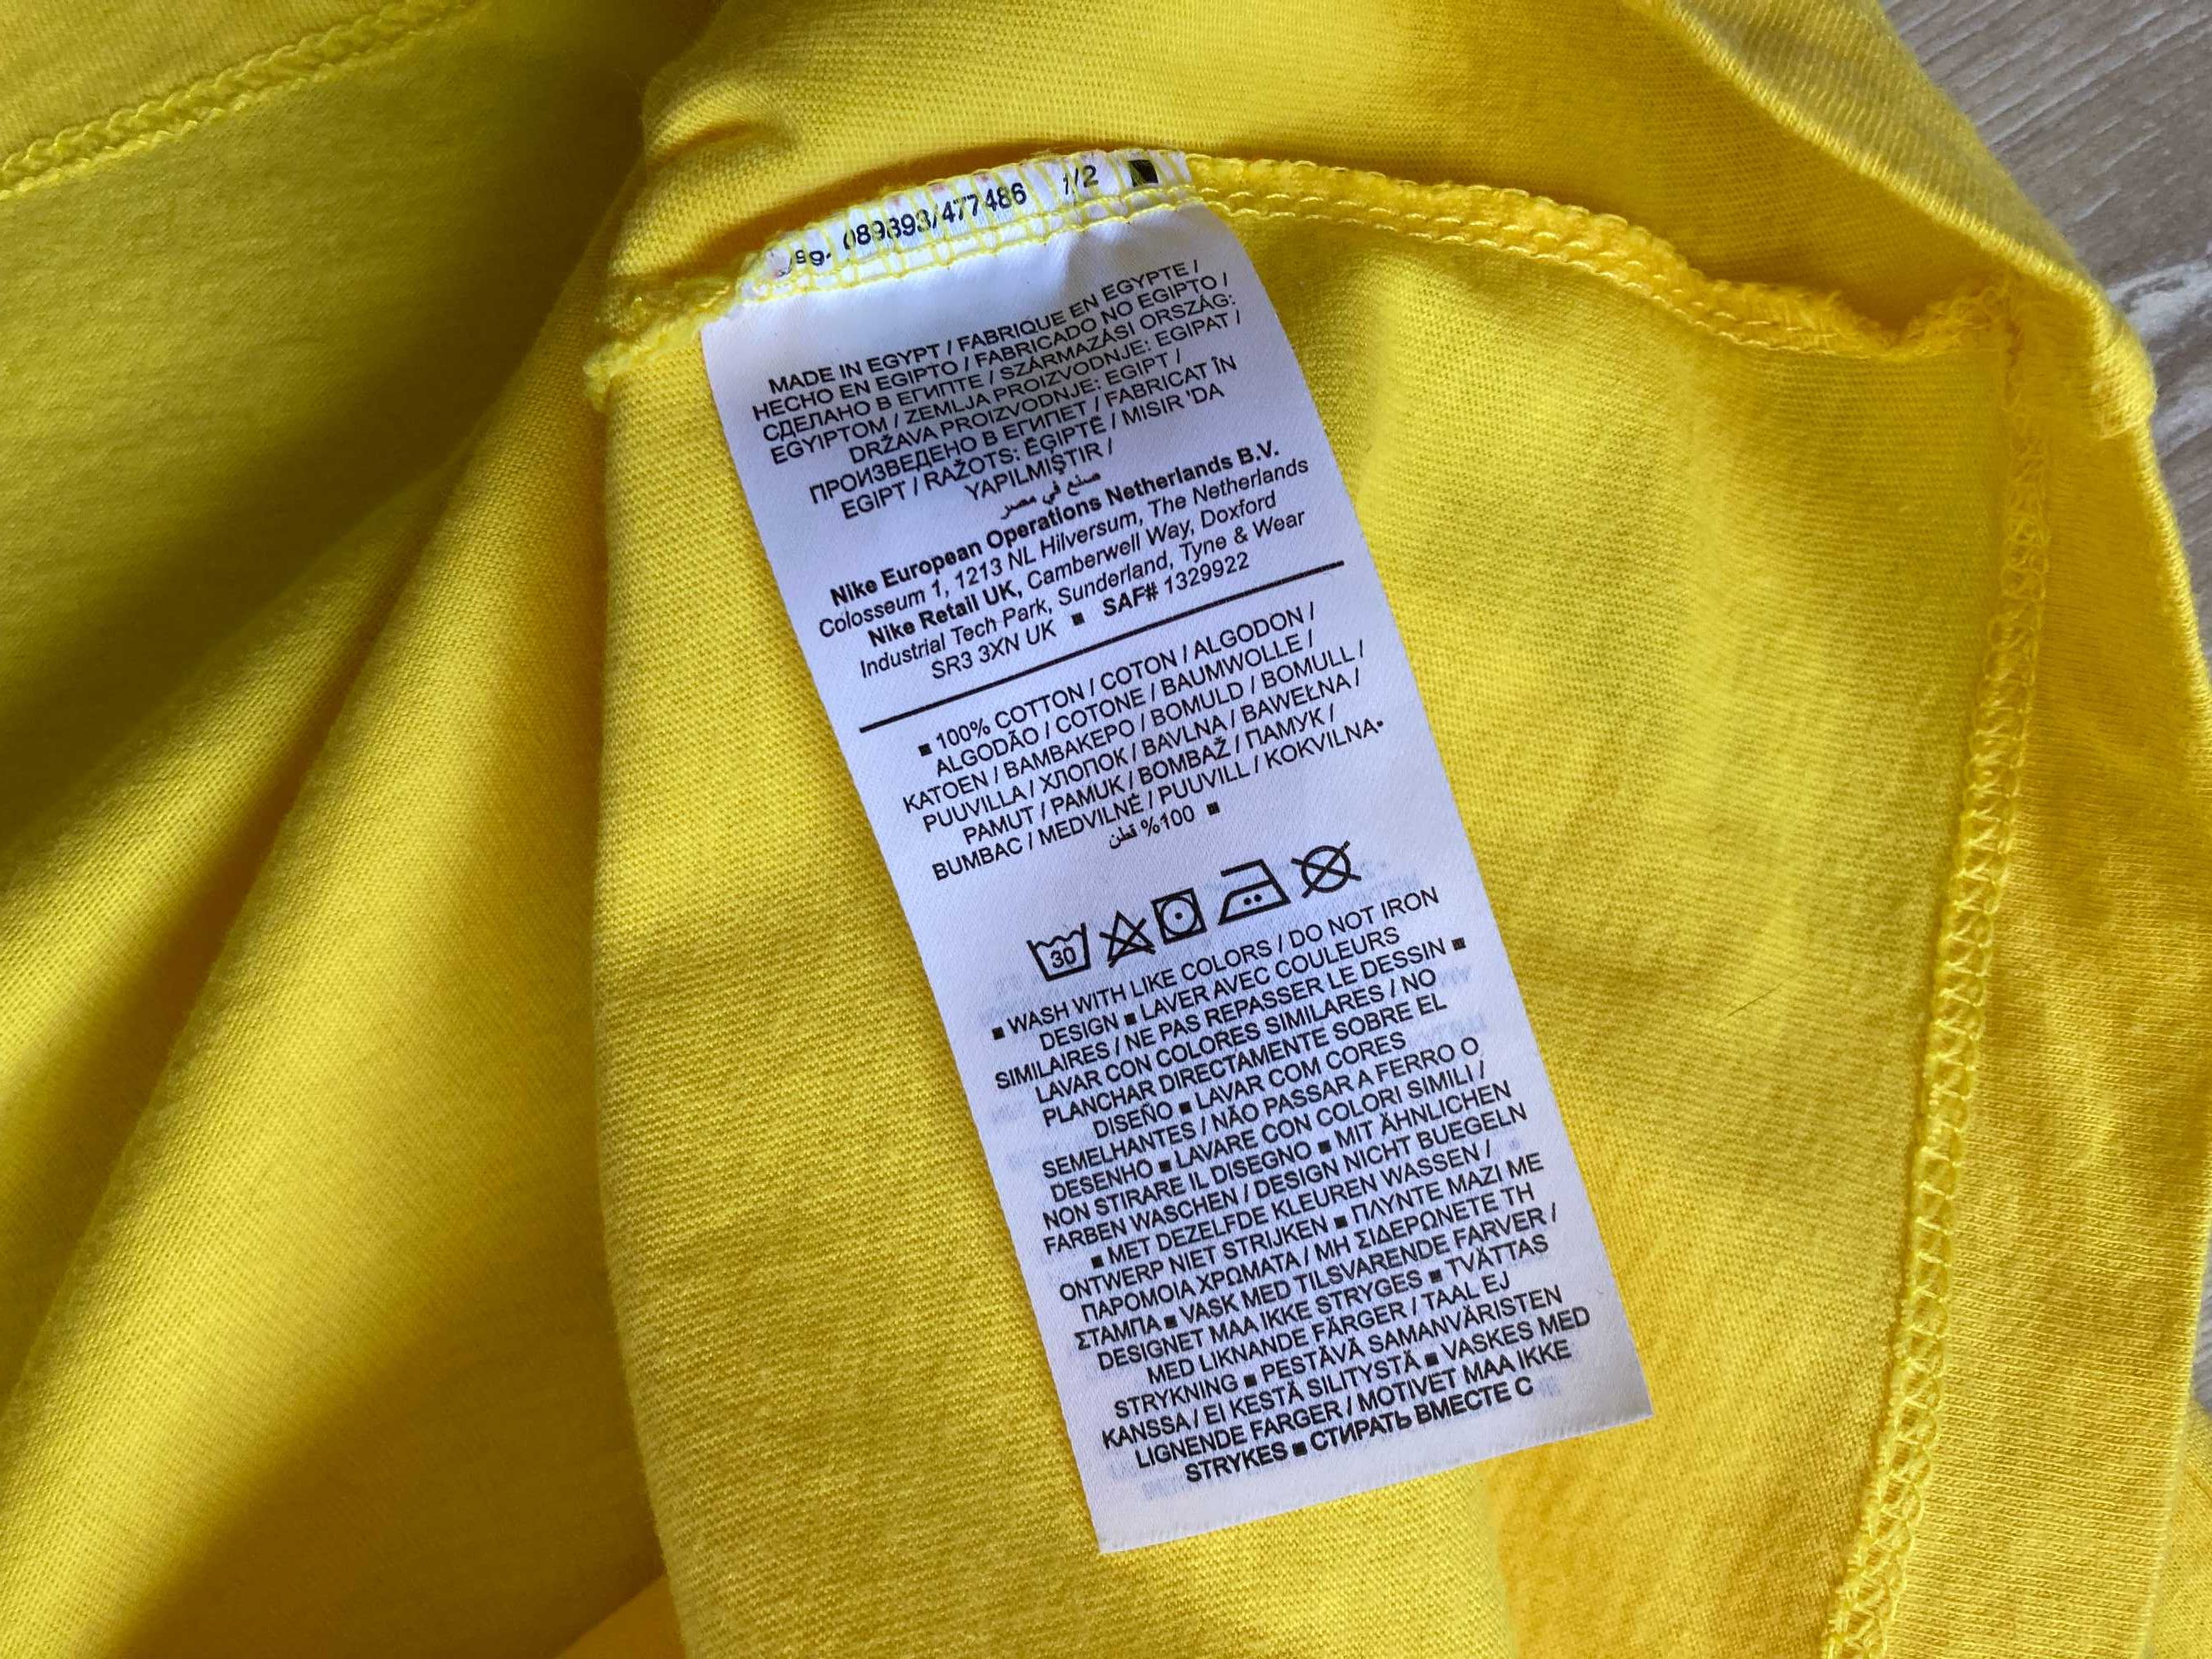 089893/477486 1/2
MADE IN EGYPT / FABRIQUE EN EGYPTE /
HECHO EN EGIPTO / FABRICADO NO EGIPTO /
СДЕЛАНО В ЕГИПТЕ / SZÁRMAZÁSI ORSZÁG:
EGYIPTOM / ZEMLJA PROIZVODNJE: EGIPAT /
DRŽAVA PROIZVODNJE: EGIPT /
ПРОИЗВЕДЕНО В ЕГИПЕТ / FABRICAT ÎN
EGIPT / RAŽOTS: ĒGIPTĒ / MISIR 'DA
YAPILMIŞTIR /
صنع في مصر
Nike European Operations Netherlands B.V.
Colosseum 1, 1213 NL Hilversum, The Netherlands
Nike Retail UK, Camberwell Way, Doxford
Industrial Tech Park, Sunderland, Tyne & Wear
SR3 3XN UK ■ SAF# 1329922
■ 100% COTTON / COTON / ALGODON /
ALGODÃO / COTONE / BAUMWOLLE /
KATOEN / ΒΑΜΒΑΚΕΡΟ / BOMULD / BOMULL /
PUUVILLA / ХЛОПОК / BAVLNA / BAWEŁNA /
PAMUT / PAMUK / BOMBAŽ / ПАМУК /
BUMBAC / MEDVILNĖ / PUUVILL / KOKVILNA▪
قطن %100 ■
30
■ WASH WITH LIKE COLORS / DO NOT IRON
DESIGN ■ LAVER AVEC COULEURS
SIMILAIRES / NE PAS REPASSER LE DESSIN ■
LAVAR CON COLORES SIMILARES / NO
PLANCHAR DIRECTAMENTE SOBRE EL
DISEÑO ■ LAVAR COM CORES
SEMELHANTES / NÃO PASSAR A FERRO O
DESENHO ■ LAVARE CON COLORI SIMILI /
NON STIRARE IL DISEGNO ■ MIT ÄHNLICHEN
FARBEN WASCHEN / DESIGN NICHT BUEGELN
■ MET DEZELFDE KLEUREN WASSEN /
ONTWERP NIET STRIJKEN ■ ΠΛΥΝΤΕ ΜΑΖΙ ΜΕ
ΠΑΡΟΜΟΙΑ ΧΡΩΜΑΤΑ / ΜΗ ΣΙΔΕΡΩΝΕΤΕ ΤΗ
ΣΤΑΜΠΑ ■ VASK MED TILSVARENDE FARVER /
DESIGNET MAA IKKE STRYGES ■ TVÄTTAS
MED LIKNANDE FÄRGER / TAAL EJ
STRYKNING ■ PESTÄVÄ SAMANVÄRISTEN
KANSSA / EI KESTÄ SILITYSTÄ ■ VASKES MED
LIGNENDE FARGER / MOTIVET MAA IKKE
STRYKES ■ СТИРАТЬ ВМЕСТЕ С